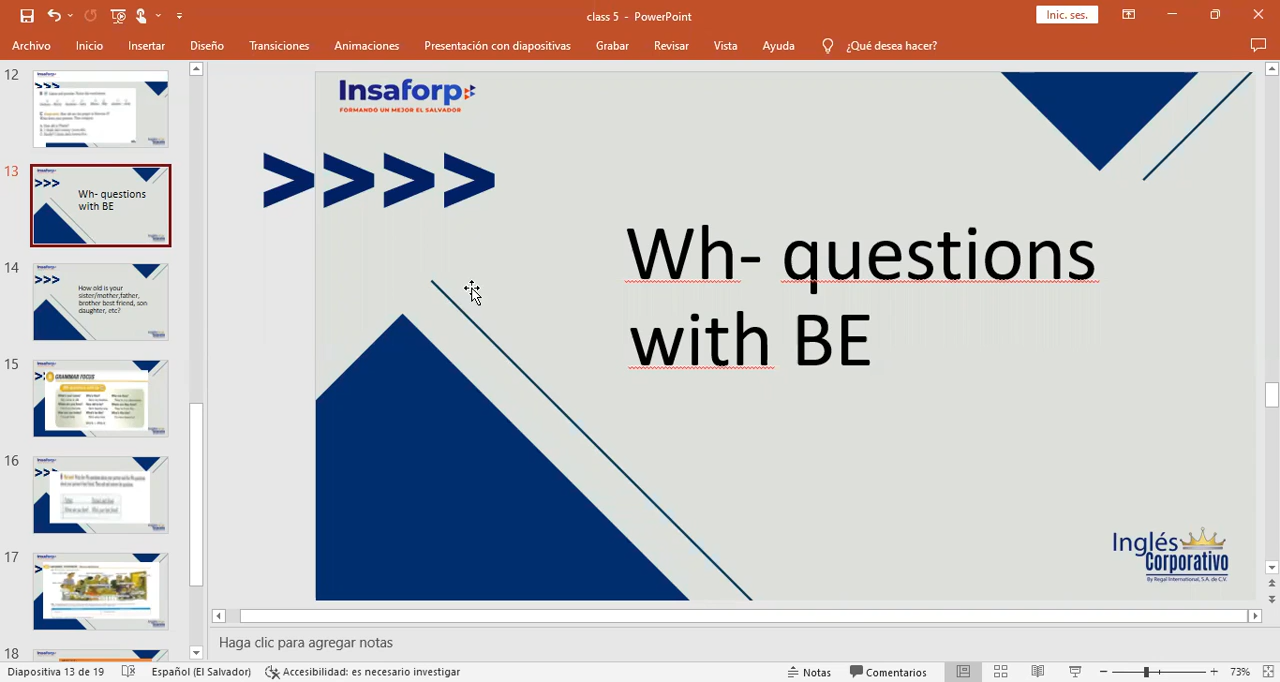 class 5 - PowerPoint
Inic. ses.
Archivo Inicio Insertar Diseño Transiciones Animaciones Presentación con diapositivas Grabar Revisar Vista Ayuda ¿Qué desea hacer?
12
13
Insaforp
>>>
Wh- questions
with BE
14
Insaforp
>>>
How old is your
sister/mother,father,
brother best friend, son
daughter, etc?
15
GRAMMAR FOCUS
16
17
18
Insaforp
FORMANDO UN MEJOR EL SALVADOR
>>>>
Wh- questions
with BE
Inglés
Corporativo
By Regal International, S.A. de C.V.
Haga clic para agregar notas
Diapositiva 13 de 19 Español (El Salvador) Accesibilidad: es necesario investigar Notas Comentarios 73%